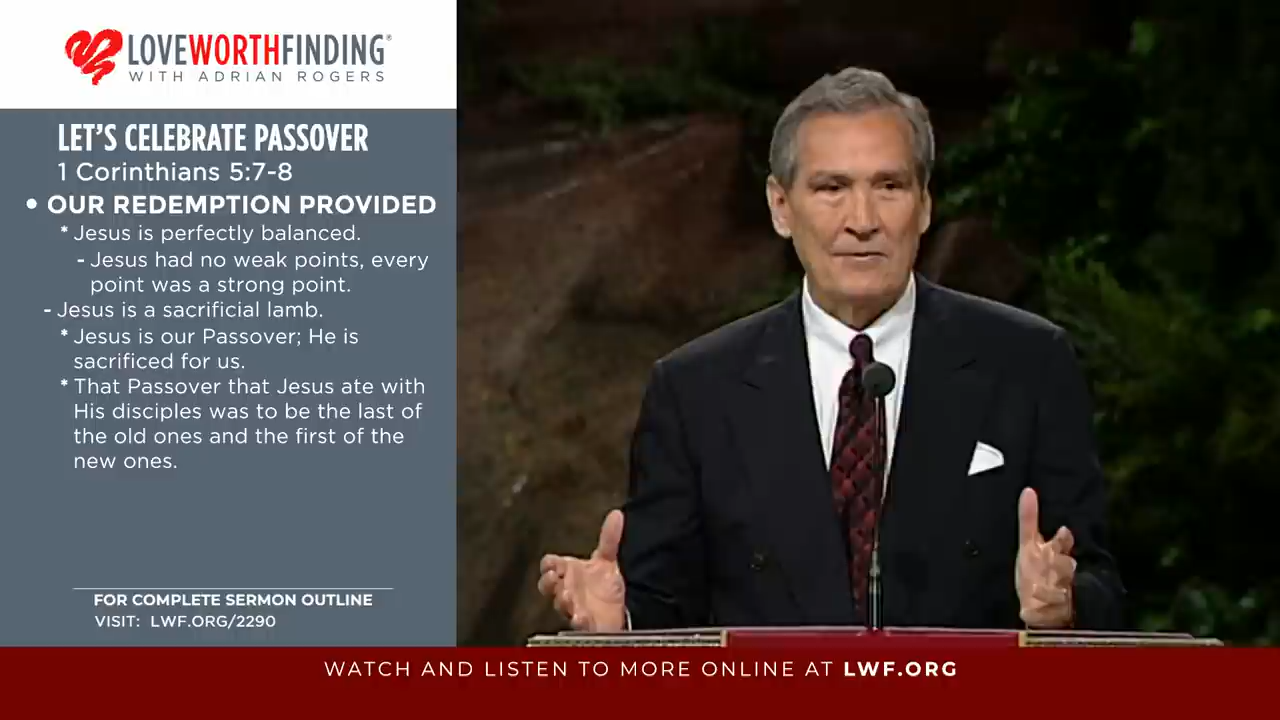 LOVEWORTHFINDING®
WITH ADRIAN ROGERS
LET'S CELEBRATE PASSOVER
1 Corinthians 5:7-8
• OUR REDEMPTION PROVIDED
* Jesus is perfectly balanced.
- Jesus had no weak points, every
point was a strong point.
- Jesus is a sacrificial lamb.
* Jesus is our Passover; He is
sacrificed for us.
* That Passover that Jesus ate with
His disciples was to be the last of
the old ones and the first of the
new ones.
FOR COMPLETE SERMON OUTLINE
VISIT: LWF.ORG/2290
WATCH AND LISTEN TO MORE ONLINE AT LWF.ORG